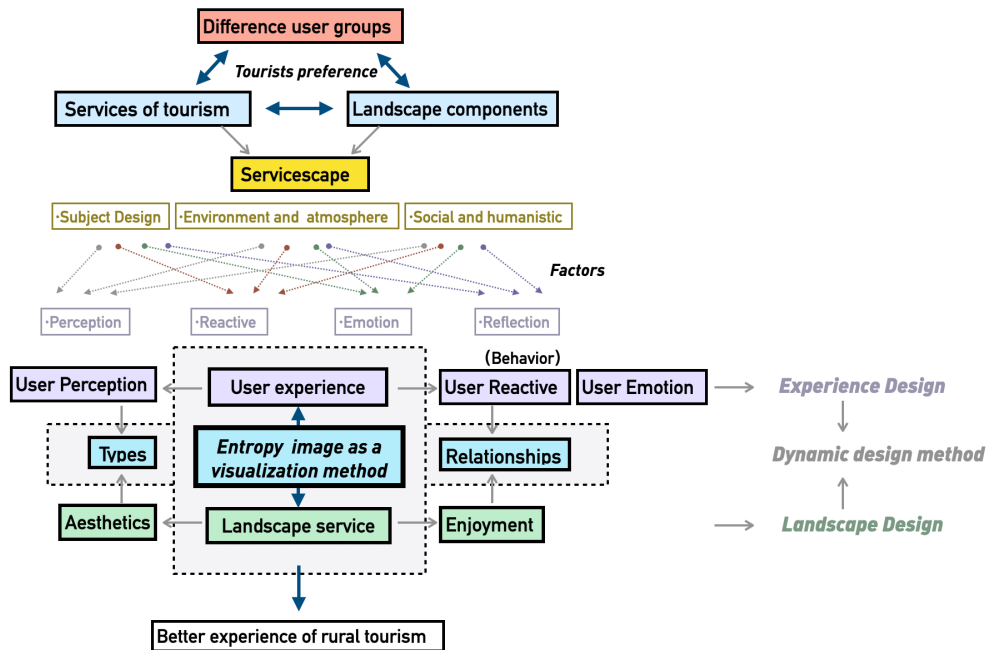 Difference user groups
Tourists preference
Services of tourism
Landscape components
Servicescape
·Subject Design
·Environment and atmosphere
·Social and humanistic
Factors
·Perception
·Reactive
·Emotion
·Reflection
(Behavior)
User Perception
User experience
User Reactive
User Emotion
Experience Design
Types
Entropy image as a
visualization method
Relationships
Dynamic design method
Aesthetics
Landscape service
Enjoyment
Landscape Design
Better experience of rural tourism